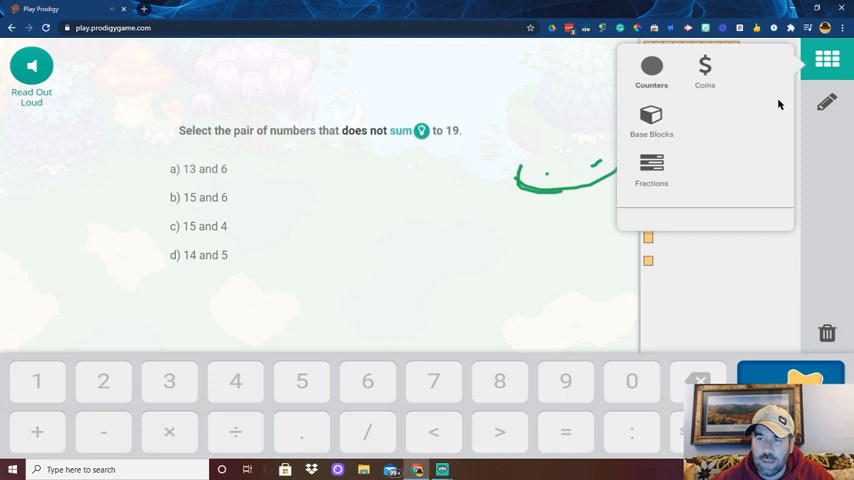 Play Prodigy
play.prodigygame.com
Read Out
Loud
Select the pair of numbers that does not sum to 19.
a) 13 and 6
b) 15 and 6
c) 15 and 4
d) 14 and 5
Counters
Coins
Base Blocks
Fractions
1 2 3 4 5 6 7 8 9 0
+ - × ÷ . / < > = :
Type here to search